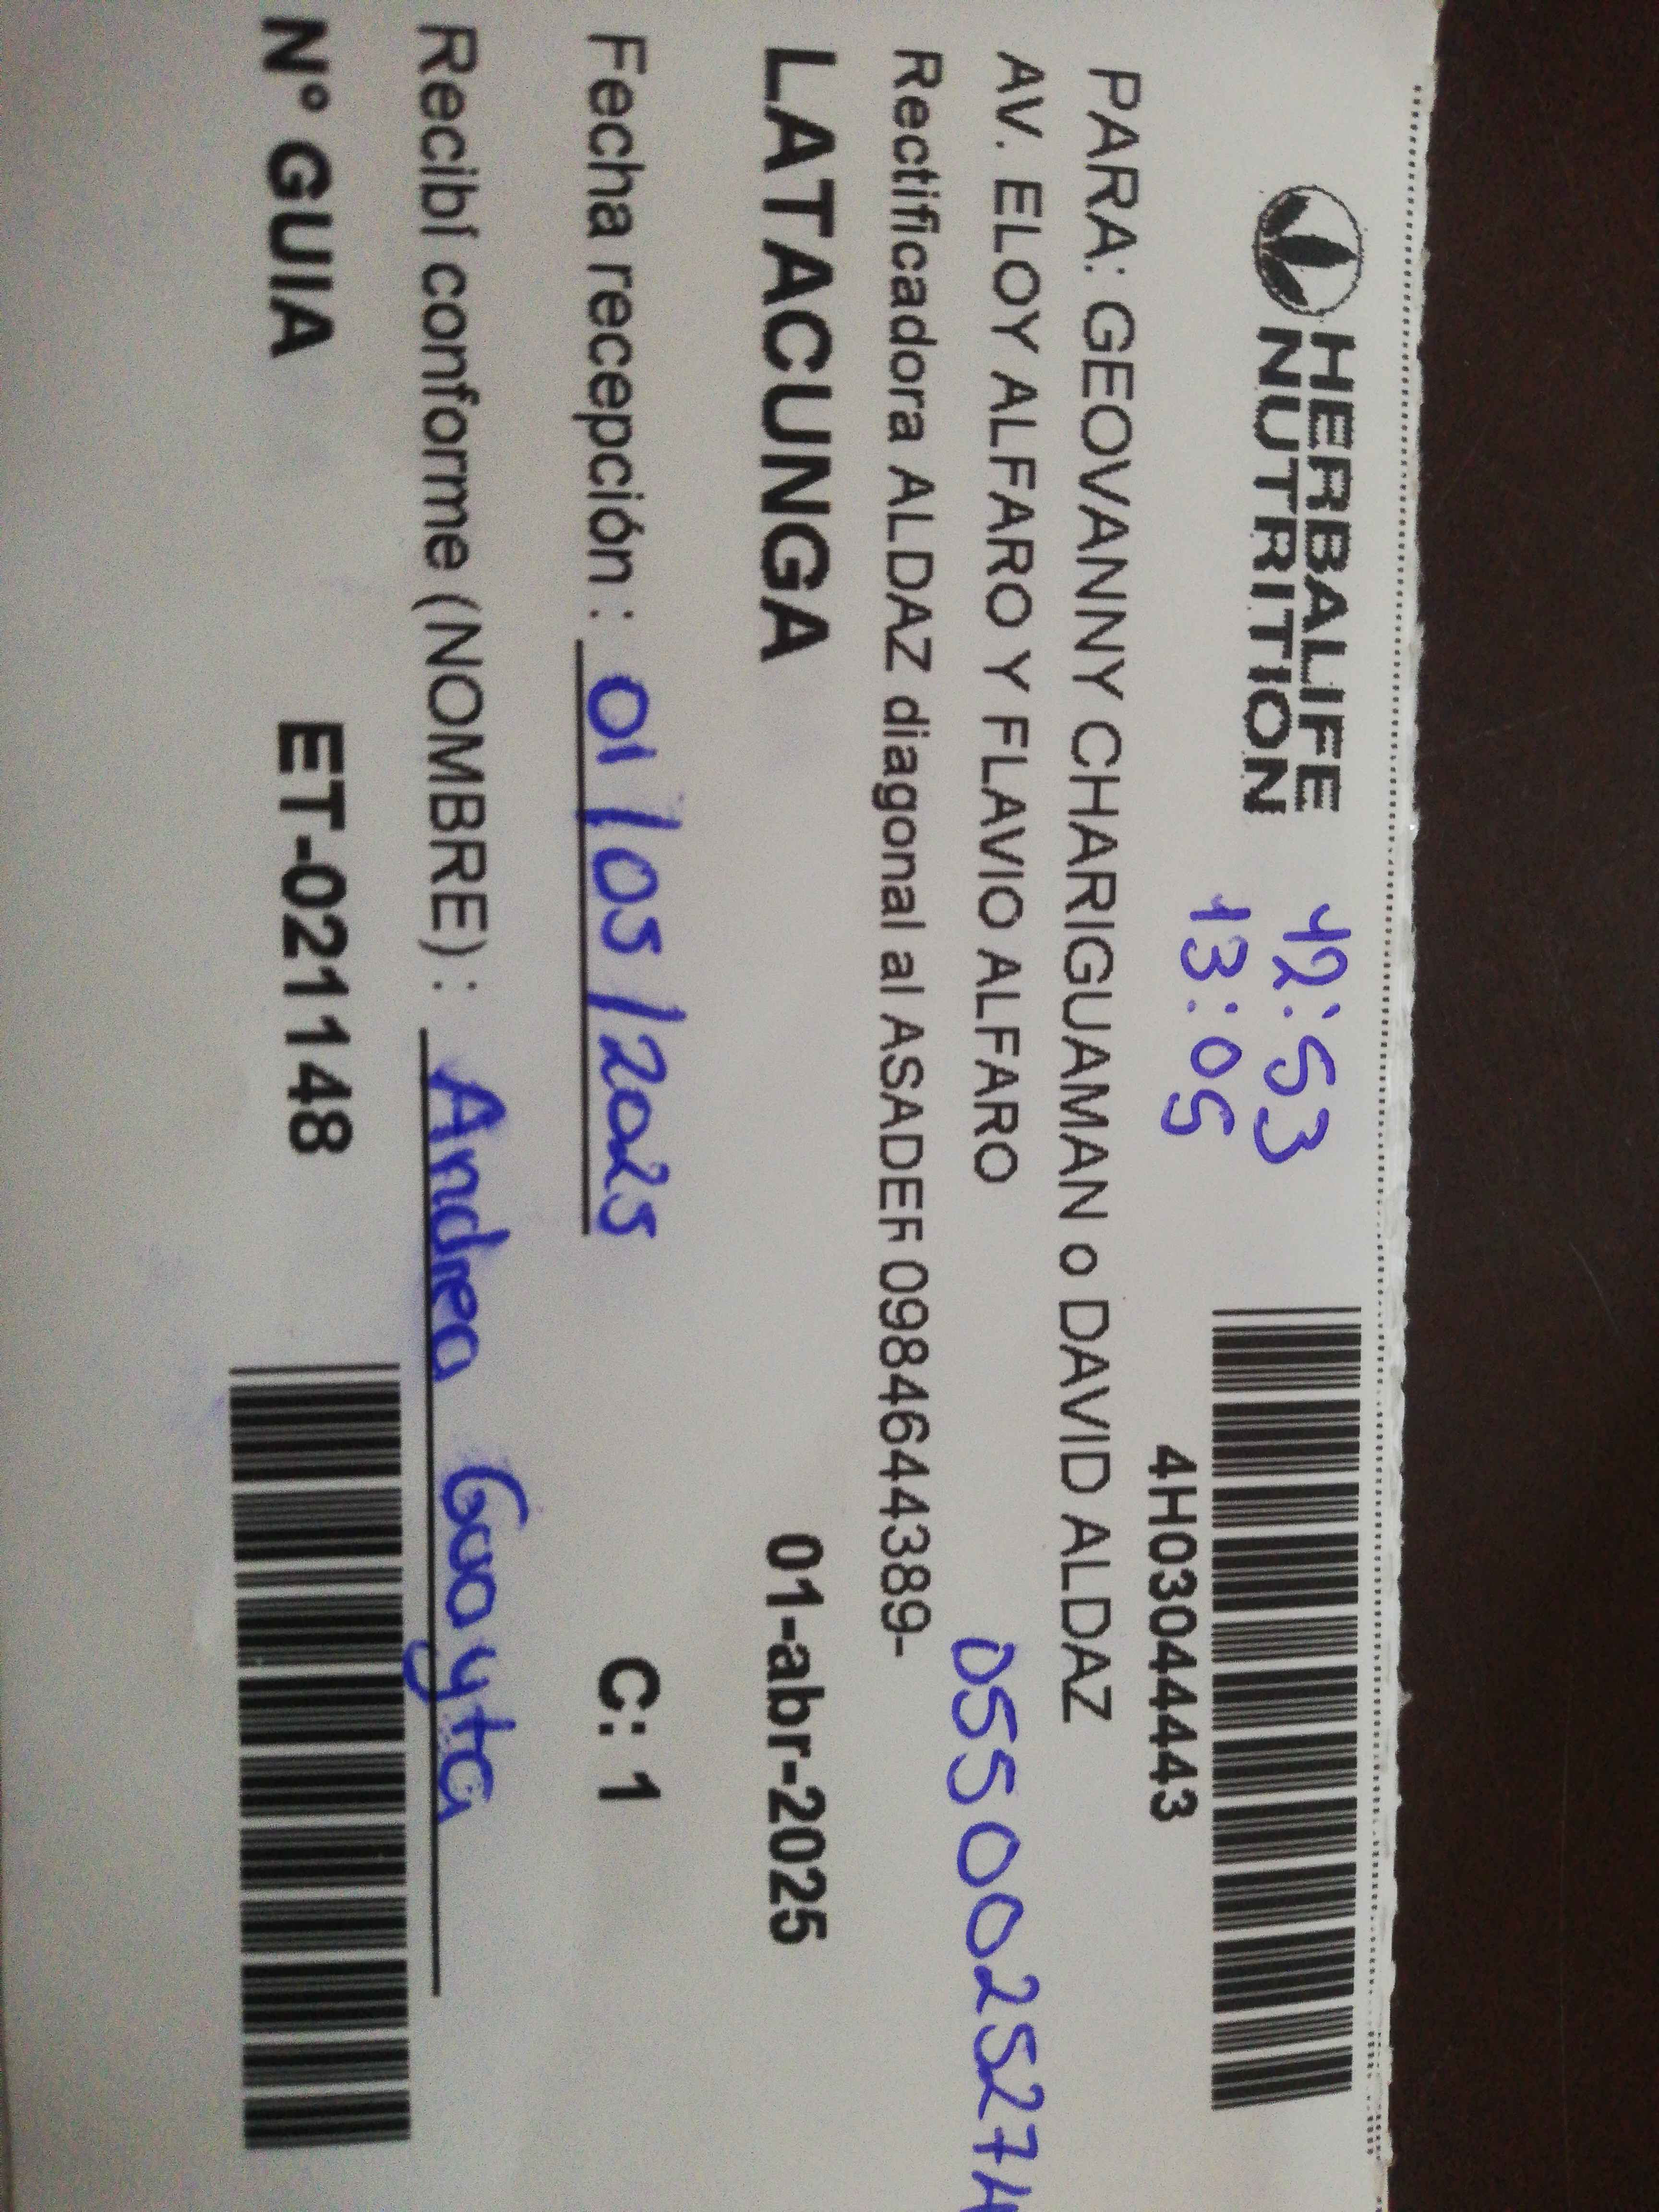 HERBALIFE
NUTRITION
12:53
13:05
4H03044443
PARA: GEOVANNY CHARIGUAMAN o DAVID ALDAZ
AV. ELOY ALFARO Y FLAVIO ALFARO
0550025274
Rectificadora ALDAZ diagonal al ASADER 0984644389-
LATACUNGA 01-abr-2025
Fecha recepción : 01/05/2025 C: 1
Recibí conforme (NOMBRE) : Andrea Guayta
N° GUIA ET-021148